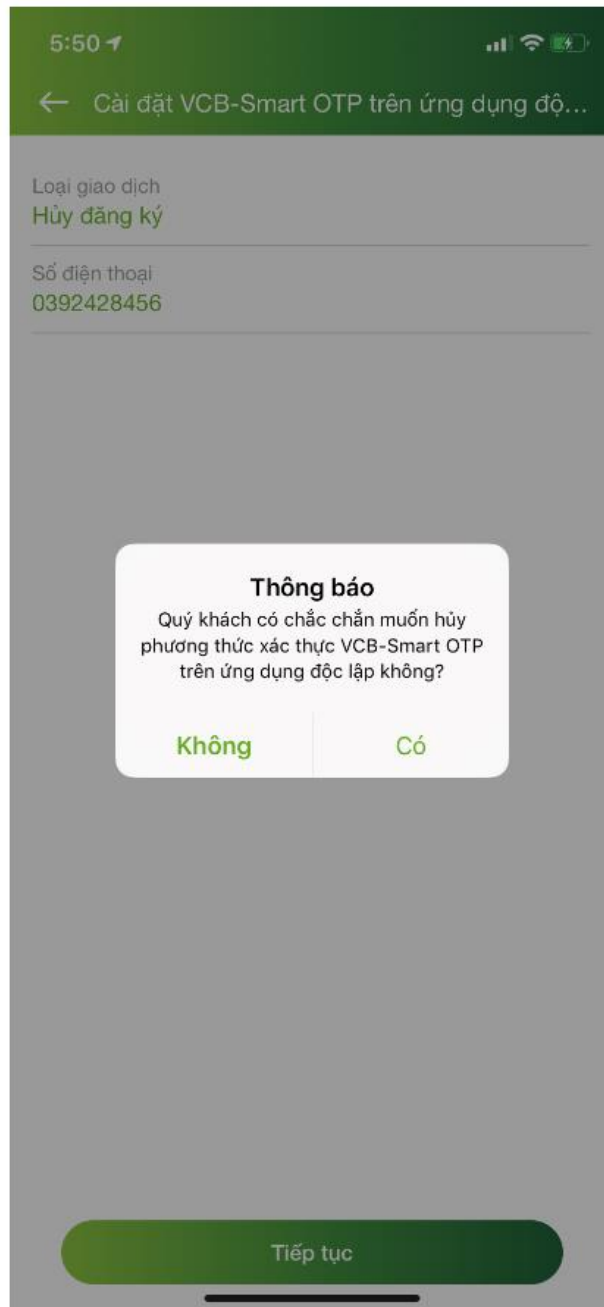 5:50
Cài đặt VCB-Smart OTP trên ứng dụng độ...
Loại giao dịch
Hủy đăng ký
Số điện thoại
0392428456
Thông báo
Quý khách có chắc chắn muốn hủy
phương thức xác thực VCB-Smart OTP
trên ứng dụng độc lập không?
Không
Có
Tiếp tục